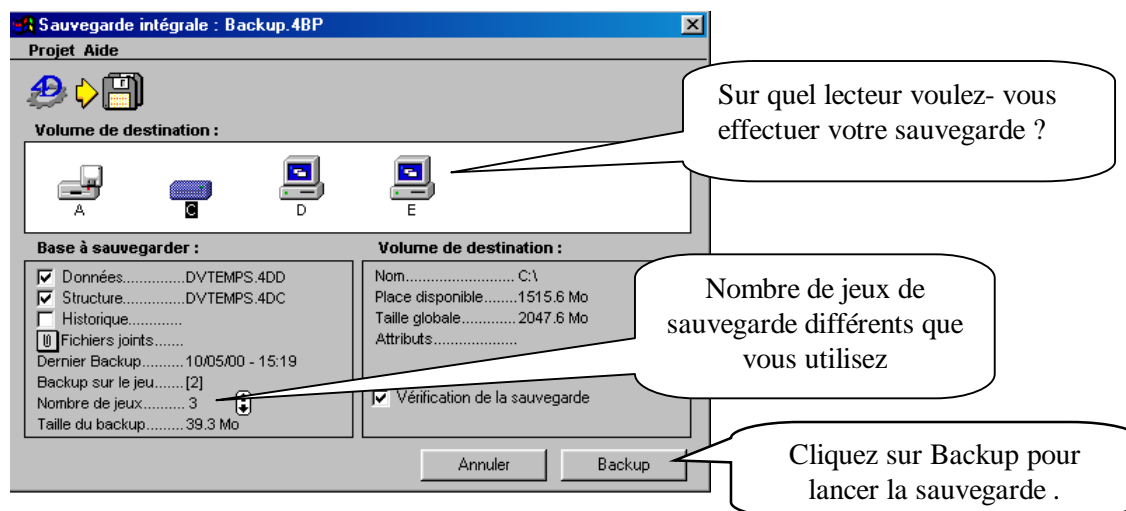 Sauvegarde intégrale : Backup.4BP
Projet Aide
Volume de destination :
A
C
D
E
Sur quel lecteur voulez- vous
effectuer votre sauvegarde ?
Base à sauvegarder :
Données...............DVTEMPS.4DD
Structure...............DVTEMPS.4DC
Historique.............
Fichiers joints.......
Dernier Backup.......... 10/05/00 - 15:19
Backup sur le jeu.......[2]
Nombre de jeux.......... 3
Taille du backup.........39.3 Mo
Volume de destination :
Nom........................ C:\
Place disponible........1515.6 Mo
Taille globale.............2047.6 Mo
Attributs....................
Vérification de la sauvegarde
Nombre de jeux de
sauvegarde différents que
vous utilisez
Annuler
Backup
Cliquez sur Backup pour
lancer la sauvegarde .